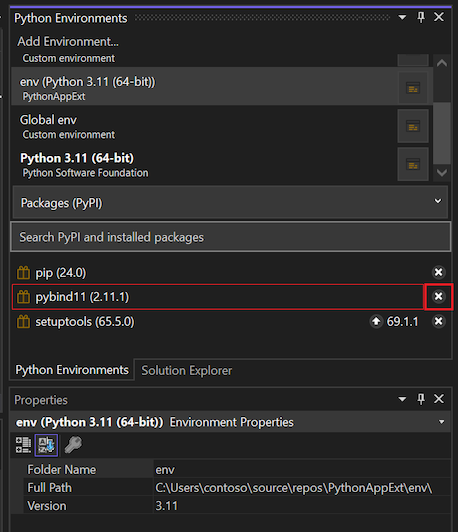 Python Environments
Add Environment...
Custom environment
env (Python 3.11 (64-bit))
PythonAppExt
Global env
Custom environment
Python 3.11 (64-bit)
Python Software Foundation
Packages (PyPI)
Search PyPI and installed packages
pip (24.0)
pybind11 (2.11.1)
setuptools (65.5.0) 69.1.1
Python Environments Solution Explorer
Properties
env (Python 3.11 (64-bit)) Environment Properties
Folder Name env
Full Path C:\Users\contoso\source\repos\PythonAppExt\env\
Version 3.11